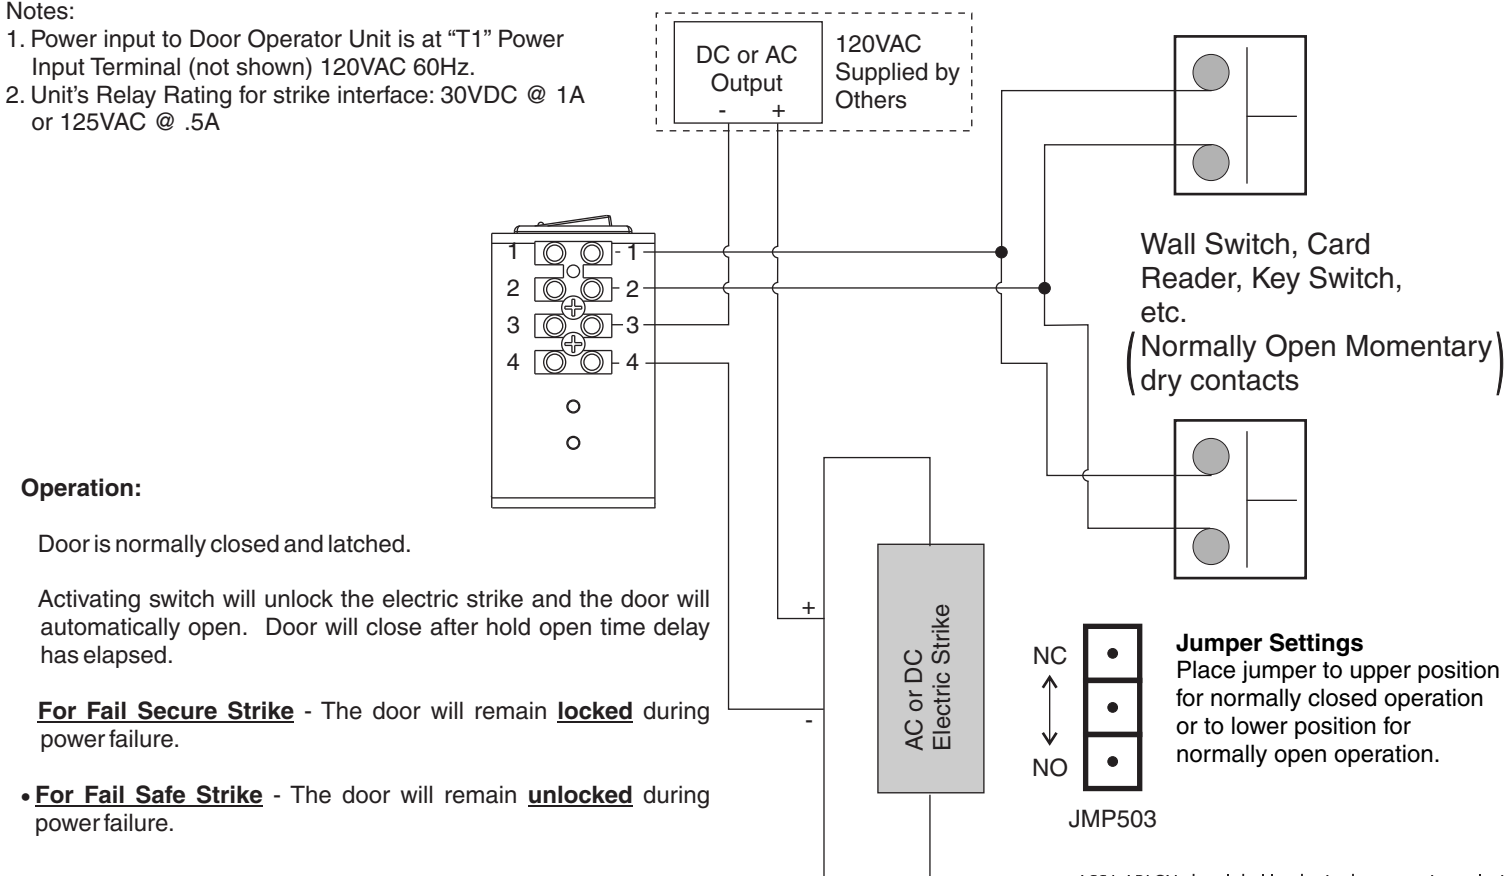 Notes:
1. Power input to Door Operator Unit is at “T1” Power
Input Terminal (not shown) 120VAC 60Hz.
2. Unit's Relay Rating for strike interface: 30VDC @ 1A
or 125VAC @ .5A
DC or AC
Output
- +
120VAC
Supplied by
Others
1 1
2 2
3 3
4 4
Wall Switch, Card
Reader, Key Switch,
etc.
(Normally Open Momentary
dry contacts)
Operation:
Door is normally closed and latched.
Activating switch will unlock the electric strike and the door will
automatically open. Door will close after hold open time delay
has elapsed.
For Fail Secure Strike - The door will remain locked during
power failure.
• For Fail Safe Strike - The door will remain unlocked during
power failure.
+
-
AC or DC
Electric Strike
NC
NO
JMP503
Jumper Settings
Place jumper to upper position
for normally closed operation
or to lower position for
normally open operation.